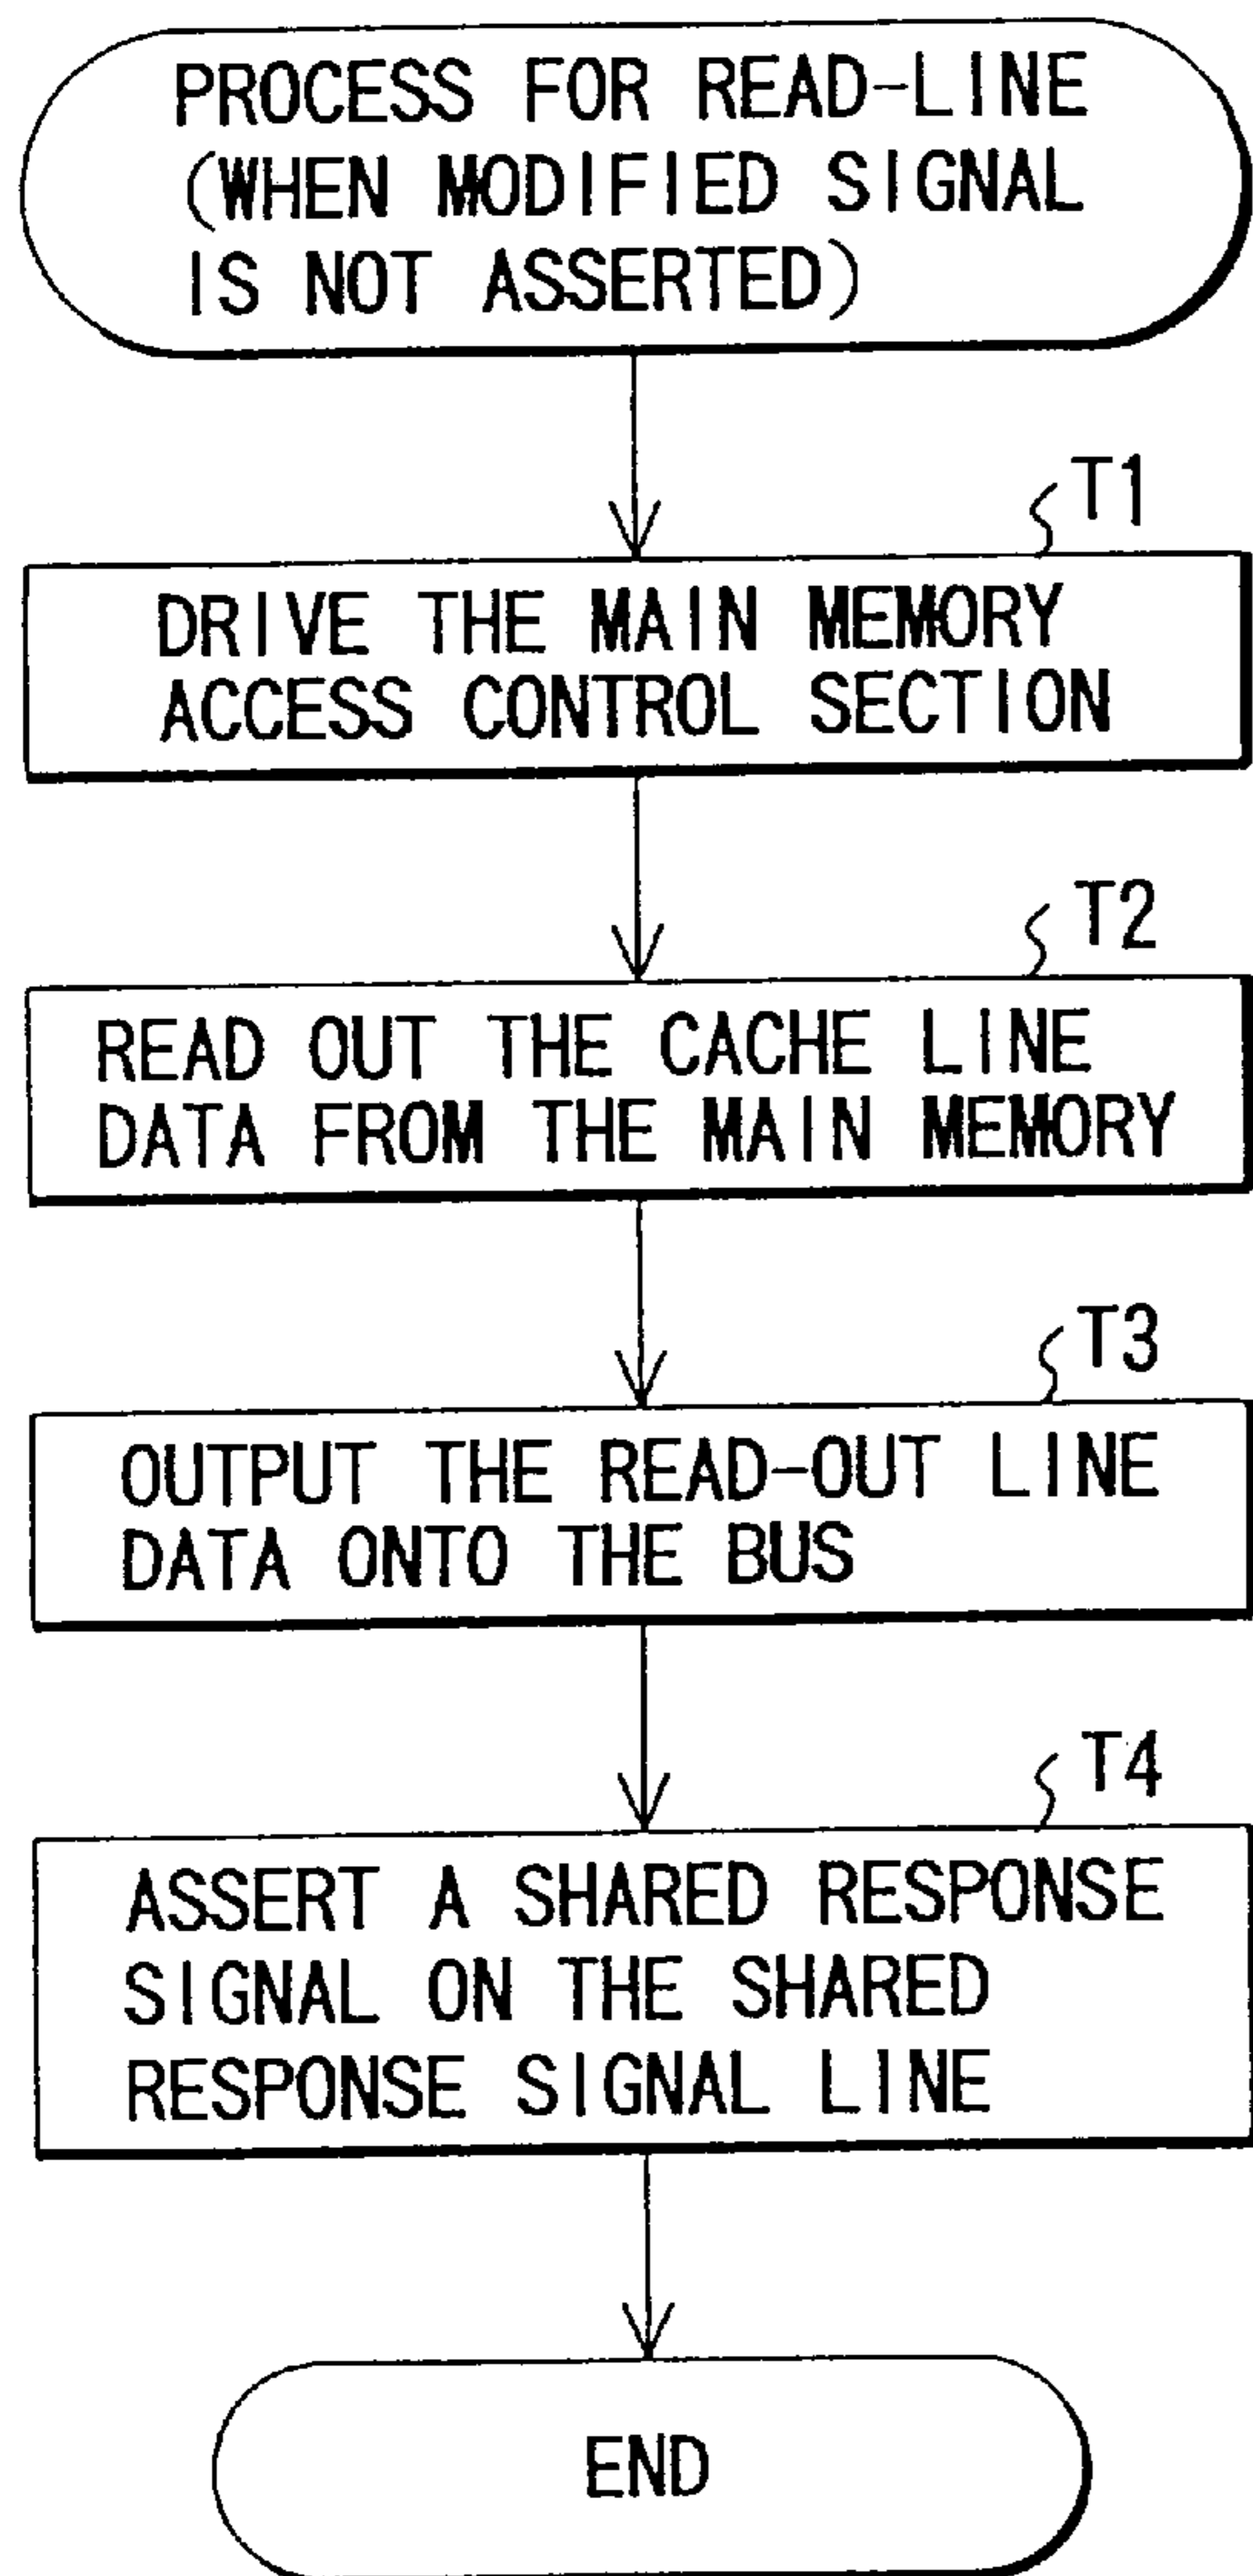 PROCESS FOR READ-LINE
(WHEN MODIFIED SIGNAL
IS NOT ASSERTED)
T1
DRIVE THE MAIN MEMORY
ACCESS CONTROL SECTION
T2
READ OUT THE CACHE LINE
DATA FROM THE MAIN MEMORY
T3
OUTPUT THE READ-OUT LINE
DATA ONTO THE BUS
T4
ASSERT A SHARED RESPONSE
SIGNAL ON THE SHARED
RESPONSE SIGNAL LINE
END